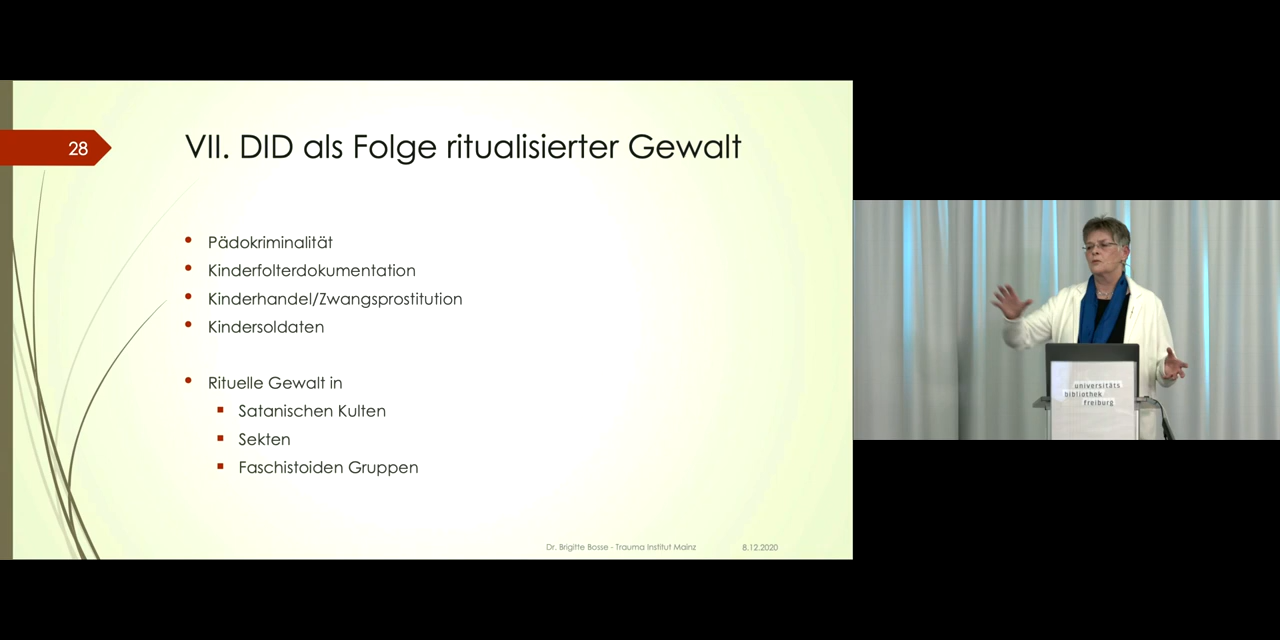 28
VII. DID als Folge ritualisierter Gewalt
Pädokriminalität
Kinderfolterdokumentation
Kinderhandel/Zwangsprostitution
Kindersoldaten
Rituelle Gewalt in
Satanischen Kulten
Sekten
Faschistoiden Gruppen
Dr. Brigitte Bosse - Trauma Institut Mainz
8.12.2020
universitäts
bibliothek
freiburg